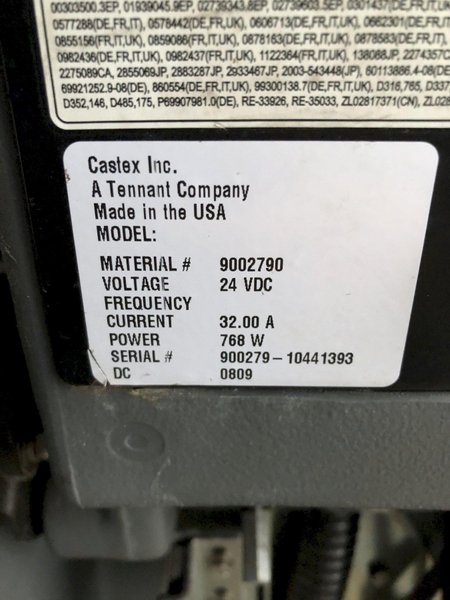 00303500.3EP, 01939045.9EP, 02739343.8EP, 02739603.5EP, 0301437(DE,FR,IT,
0577288(DE,FR,IT), 0578442(DE,FR,IT,UK), 0606713(DE,FR,IT,UK), 0662301(DE,
0855156(FR,IT,UK), 0859086(FR,IT,UK), 0878163(DE,FR,IT,UK), 0878583(DE,FR,
0982436(DE,FR,IT,UK), 0982437(FR,IT,UK), 1122364(FR,IT,UK), 138068JP, 2274357C
2275089CA, 2855069JP, 2883287JP, 2933467JP, 2003-543448(JP), 60113886.4-08(DE)
69921252.9-08(DE), 860554(DE,FR,IT,UK), 99300138.7(DE,FR,IT,UK), D316,765, D337
D352,146, D485,175, P69907981.0(DE), RE-33926, RE-35033, ZL02817371(CN), ZL028
Castex Inc.
A Tennant Company
Made in the USA
MODEL:
MATERIAL # 9002790
VOLTAGE 24 VDC
FREQUENCY
CURRENT 32.00 A
POWER 768 W
SERIAL # 900279-10441393
DC 0809